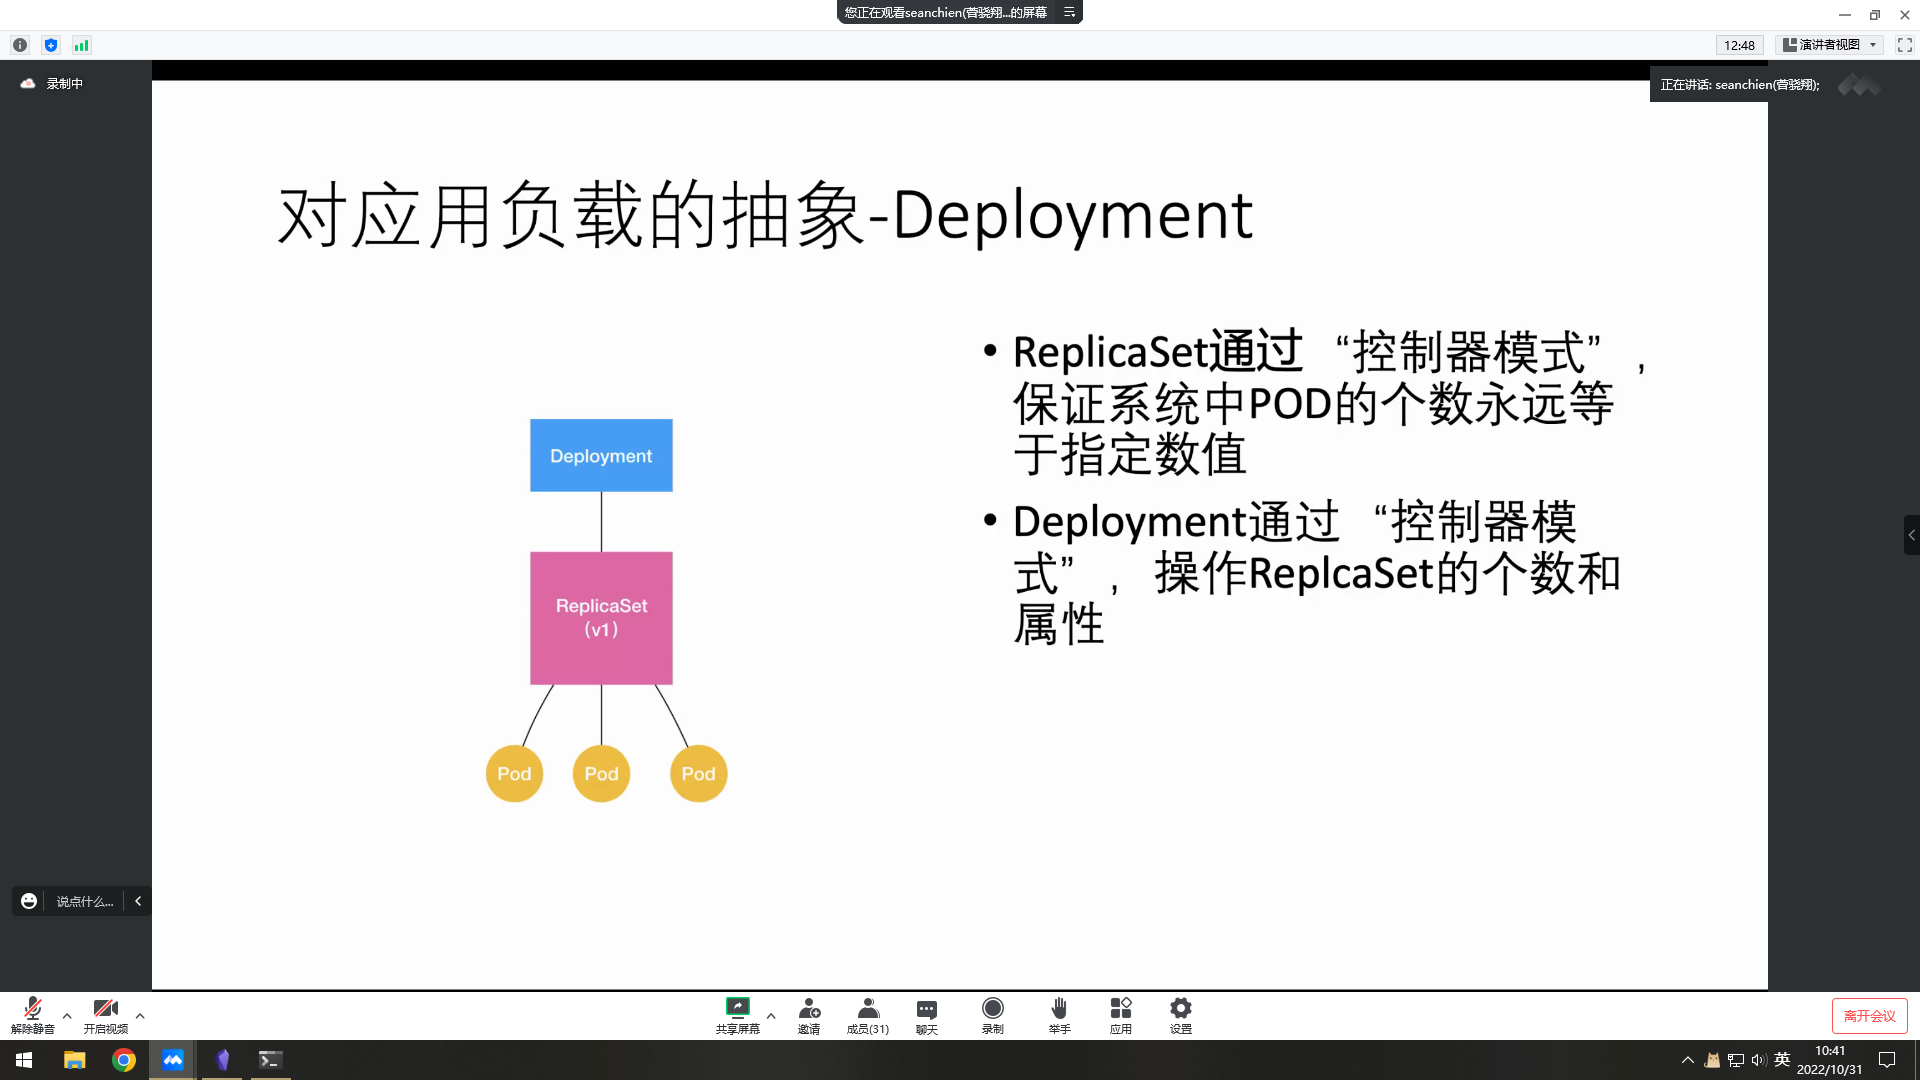 您正在观看seanchien(菅骁翔...的屏幕
12:48
演讲者视图
录制中
正在讲话: seanchien(菅骁翔);
对应用负载的抽象-Deployment
• ReplicaSet通过 “控制器模式” ,
保证系统中POD的个数永远等
于指定数值
• Deployment通过 “控制器模
式” , 操作ReplcaSet的个数和
属性
Deployment
ReplicaSet
(v1)
Pod Pod Pod
说点什么...
解除静音 开启视频 共享屏幕 邀请 成员(31) 聊天 录制 举手 应用 设置 离开会议
英 10:41
2022/10/31